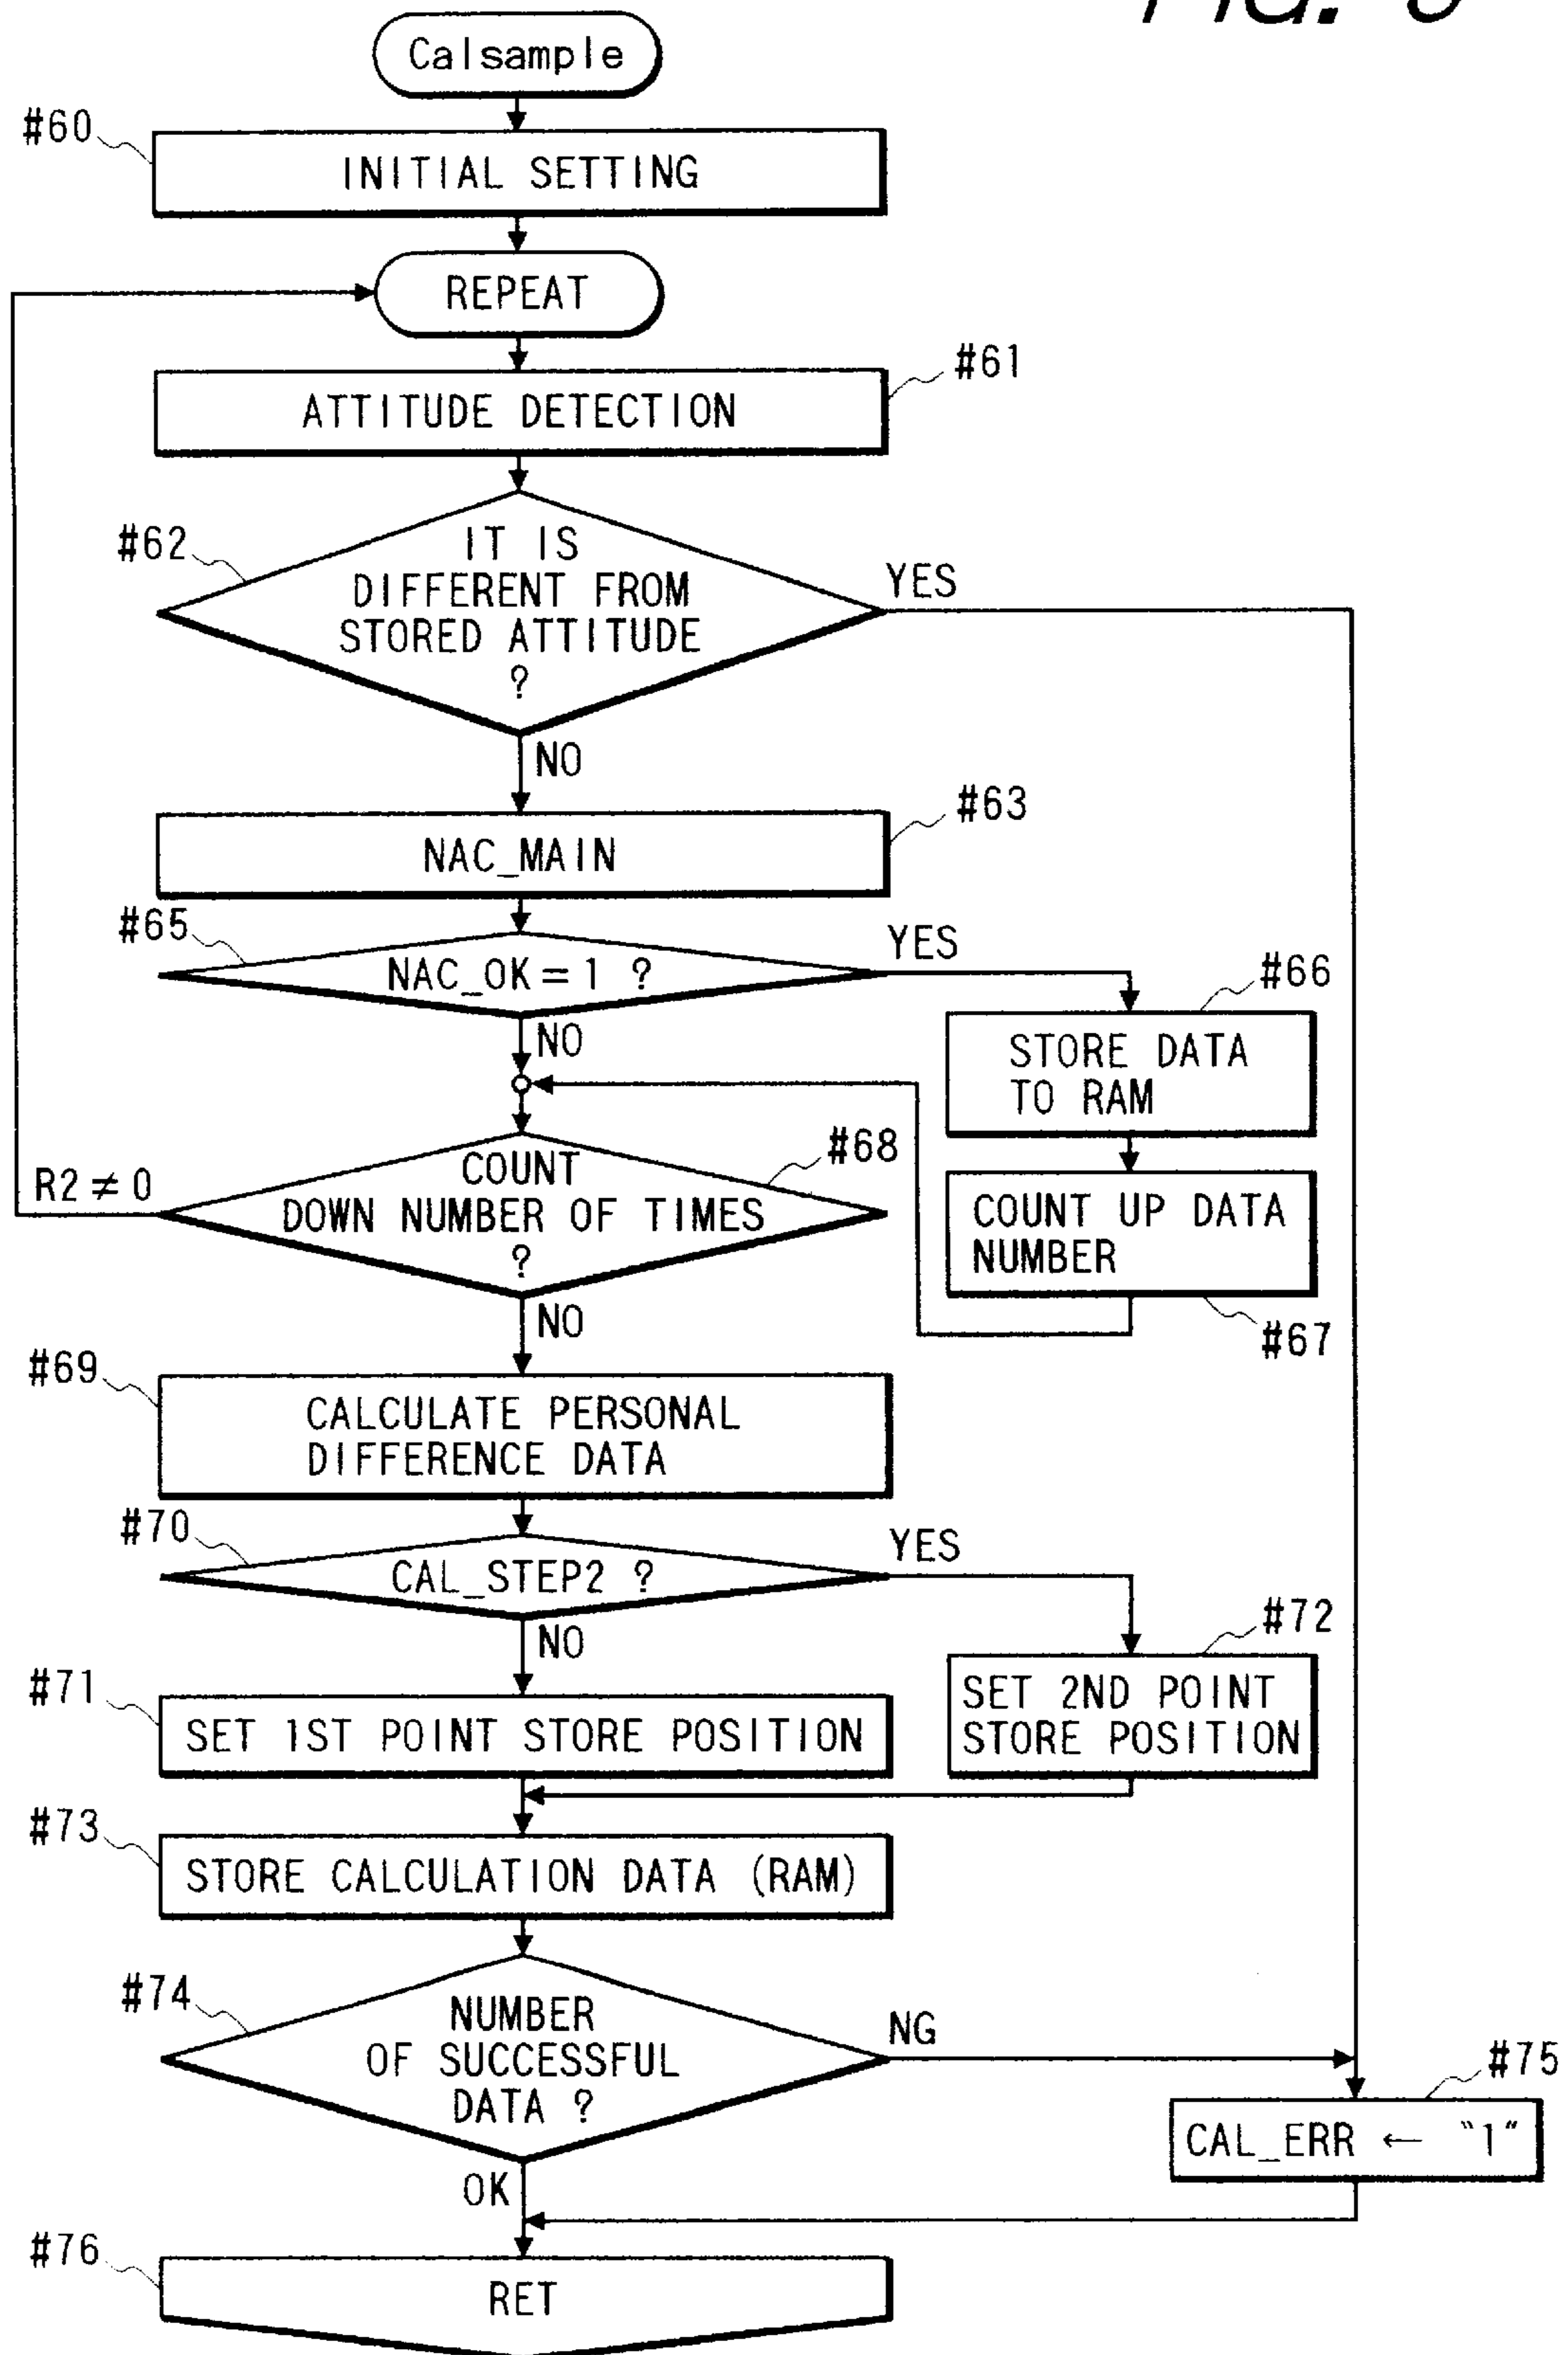 FIG.
Calsample
#60
INITIAL SETTING
REPEAT
#61
ATTITUDE DETECTION
#62
IT IS
DIFFERENT FROM
STORED ATTITUDE
?
YES
NO
#63
NAC_MAIN
#65
NAC_OK = 1 ?
YES
NO
#66
STORE DATA
TO RAM
#68
COUNT
DOWN NUMBER OF TIMES
?
R2 ≠ 0
NO
COUNT UP DATA
NUMBER
#67
#69
CALCULATE PERSONAL
DIFFERENCE DATA
#70
CAL_STEP2 ?
YES
NO
#72
SET 2ND POINT
STORE POSITION
#71
SET 1ST POINT STORE POSITION
#73
STORE CALCULATION DATA (RAM)
#74
NUMBER
OF SUCCESSFUL
DATA ?
NG
OK
#75
CAL_ERR ← "1"
#76
RET